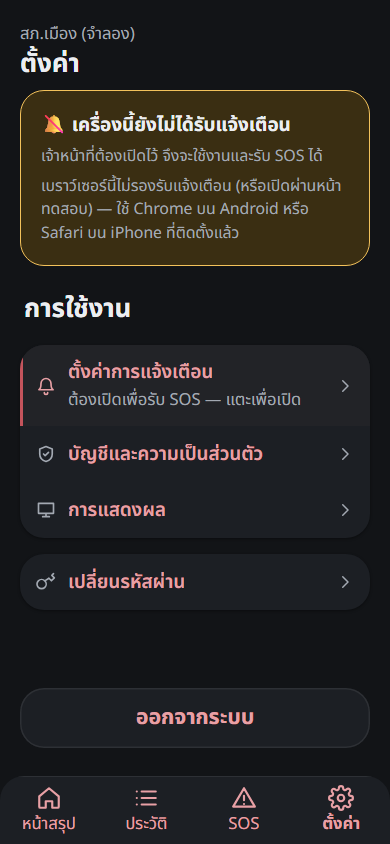 สภ.เมือง (จำลอง)
ตั้งค่า
เครื่องนี้ยังไม่ได้รับแจ้งเตือน
เจ้าหน้าที่ต้องเปิดไว้ จึงจะใช้งานและรับ SOS ได้
เบราว์เซอร์นี้ไม่รองรับแจ้งเตือน (หรือเปิดผ่านหน้า
ทดสอบ) — ใช้ Chrome บน Android หรือ
Safari บน iPhone ที่ติดตั้งแล้ว
การใช้งาน
ตั้งค่าการแจ้งเตือน
ต้องเปิดเพื่อรับ SOS — แตะเพื่อเปิด
บัญชีและความเป็นส่วนตัว
การแสดงผล
เปลี่ยนรหัสผ่าน
ออกจากระบบ
หน้าสรุป
ประวัติ
SOS
ตั้งค่า